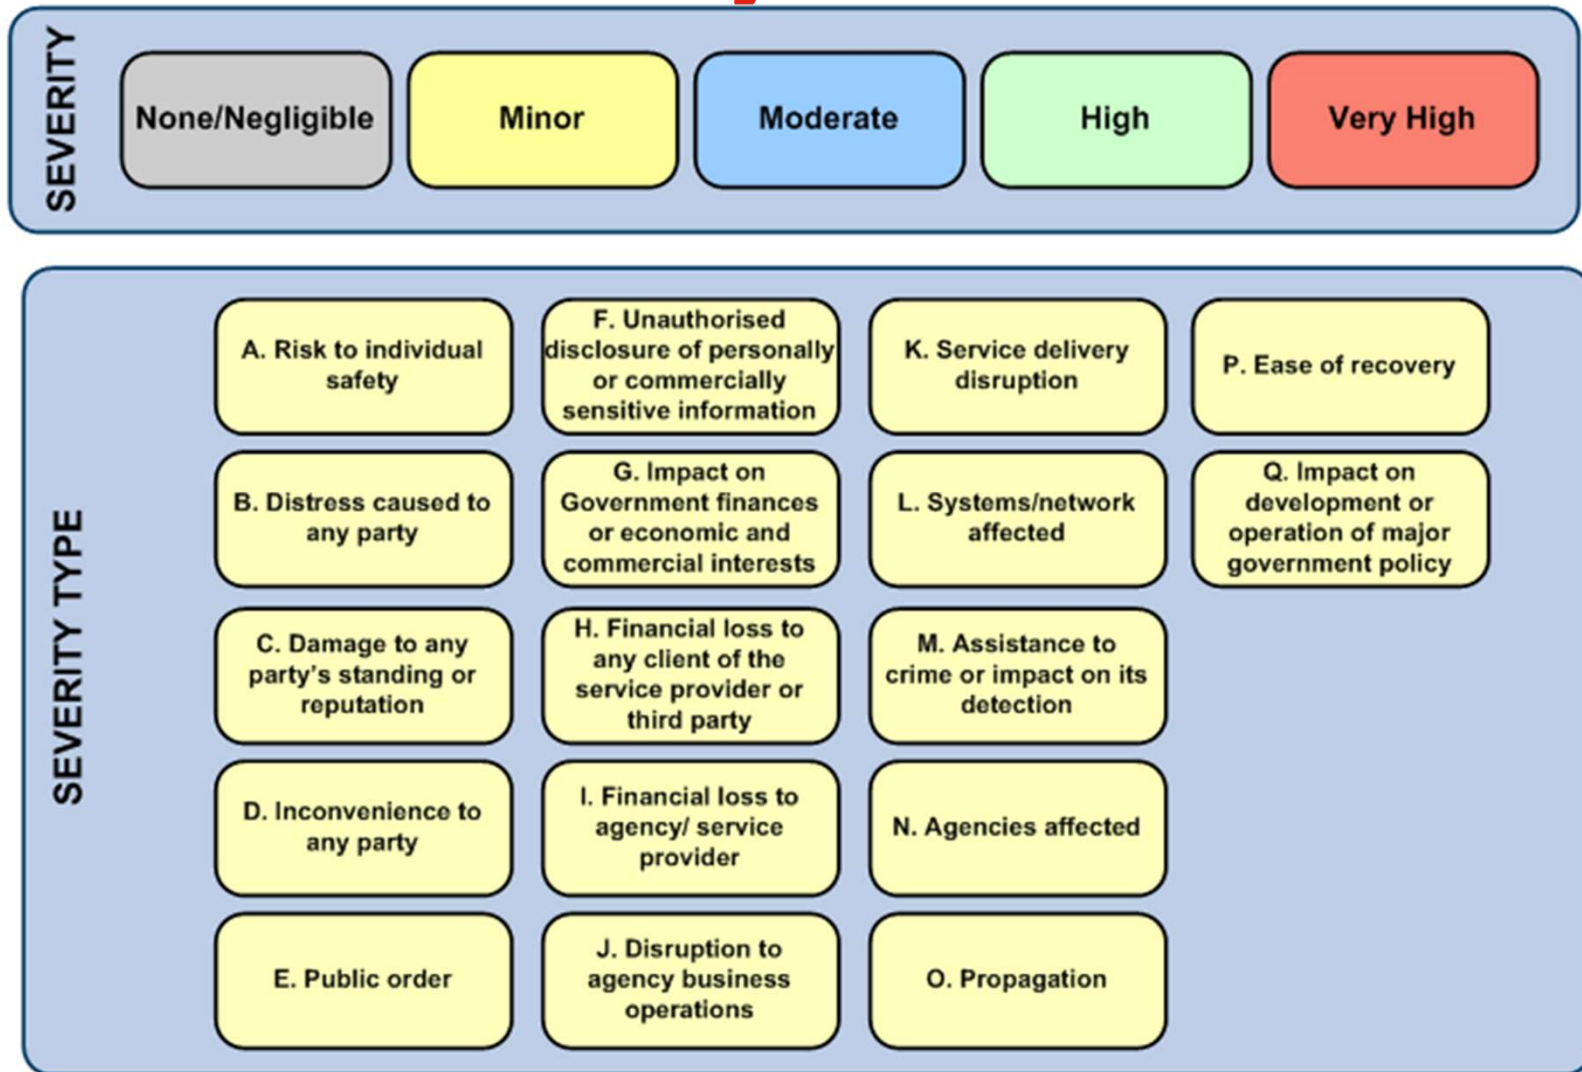 SEVERITY
None/Negligible
Minor
Moderate
High
Very High
SEVERITY TYPE
A. Risk to individual
safety
B. Distress caused to
any party
C. Damage to any
party's standing or
reputation
D. Inconvenience to
any party
E. Public order
F. Unauthorised
disclosure of personally
or commercially
sensitive information
G. Impact on
Government finances
or economic and
commercial interests
H. Financial loss to
any client of the
service provider or
third party
I. Financial loss to
agency/ service
provider
J. Disruption to
agency business
operations
K. Service delivery
disruption
L. Systems/network
affected
M. Assistance to
crime or impact on its
detection
N. Agencies affected
O. Propagation
P. Ease of recovery
Q. Impact on
development or
operation of major
government policy